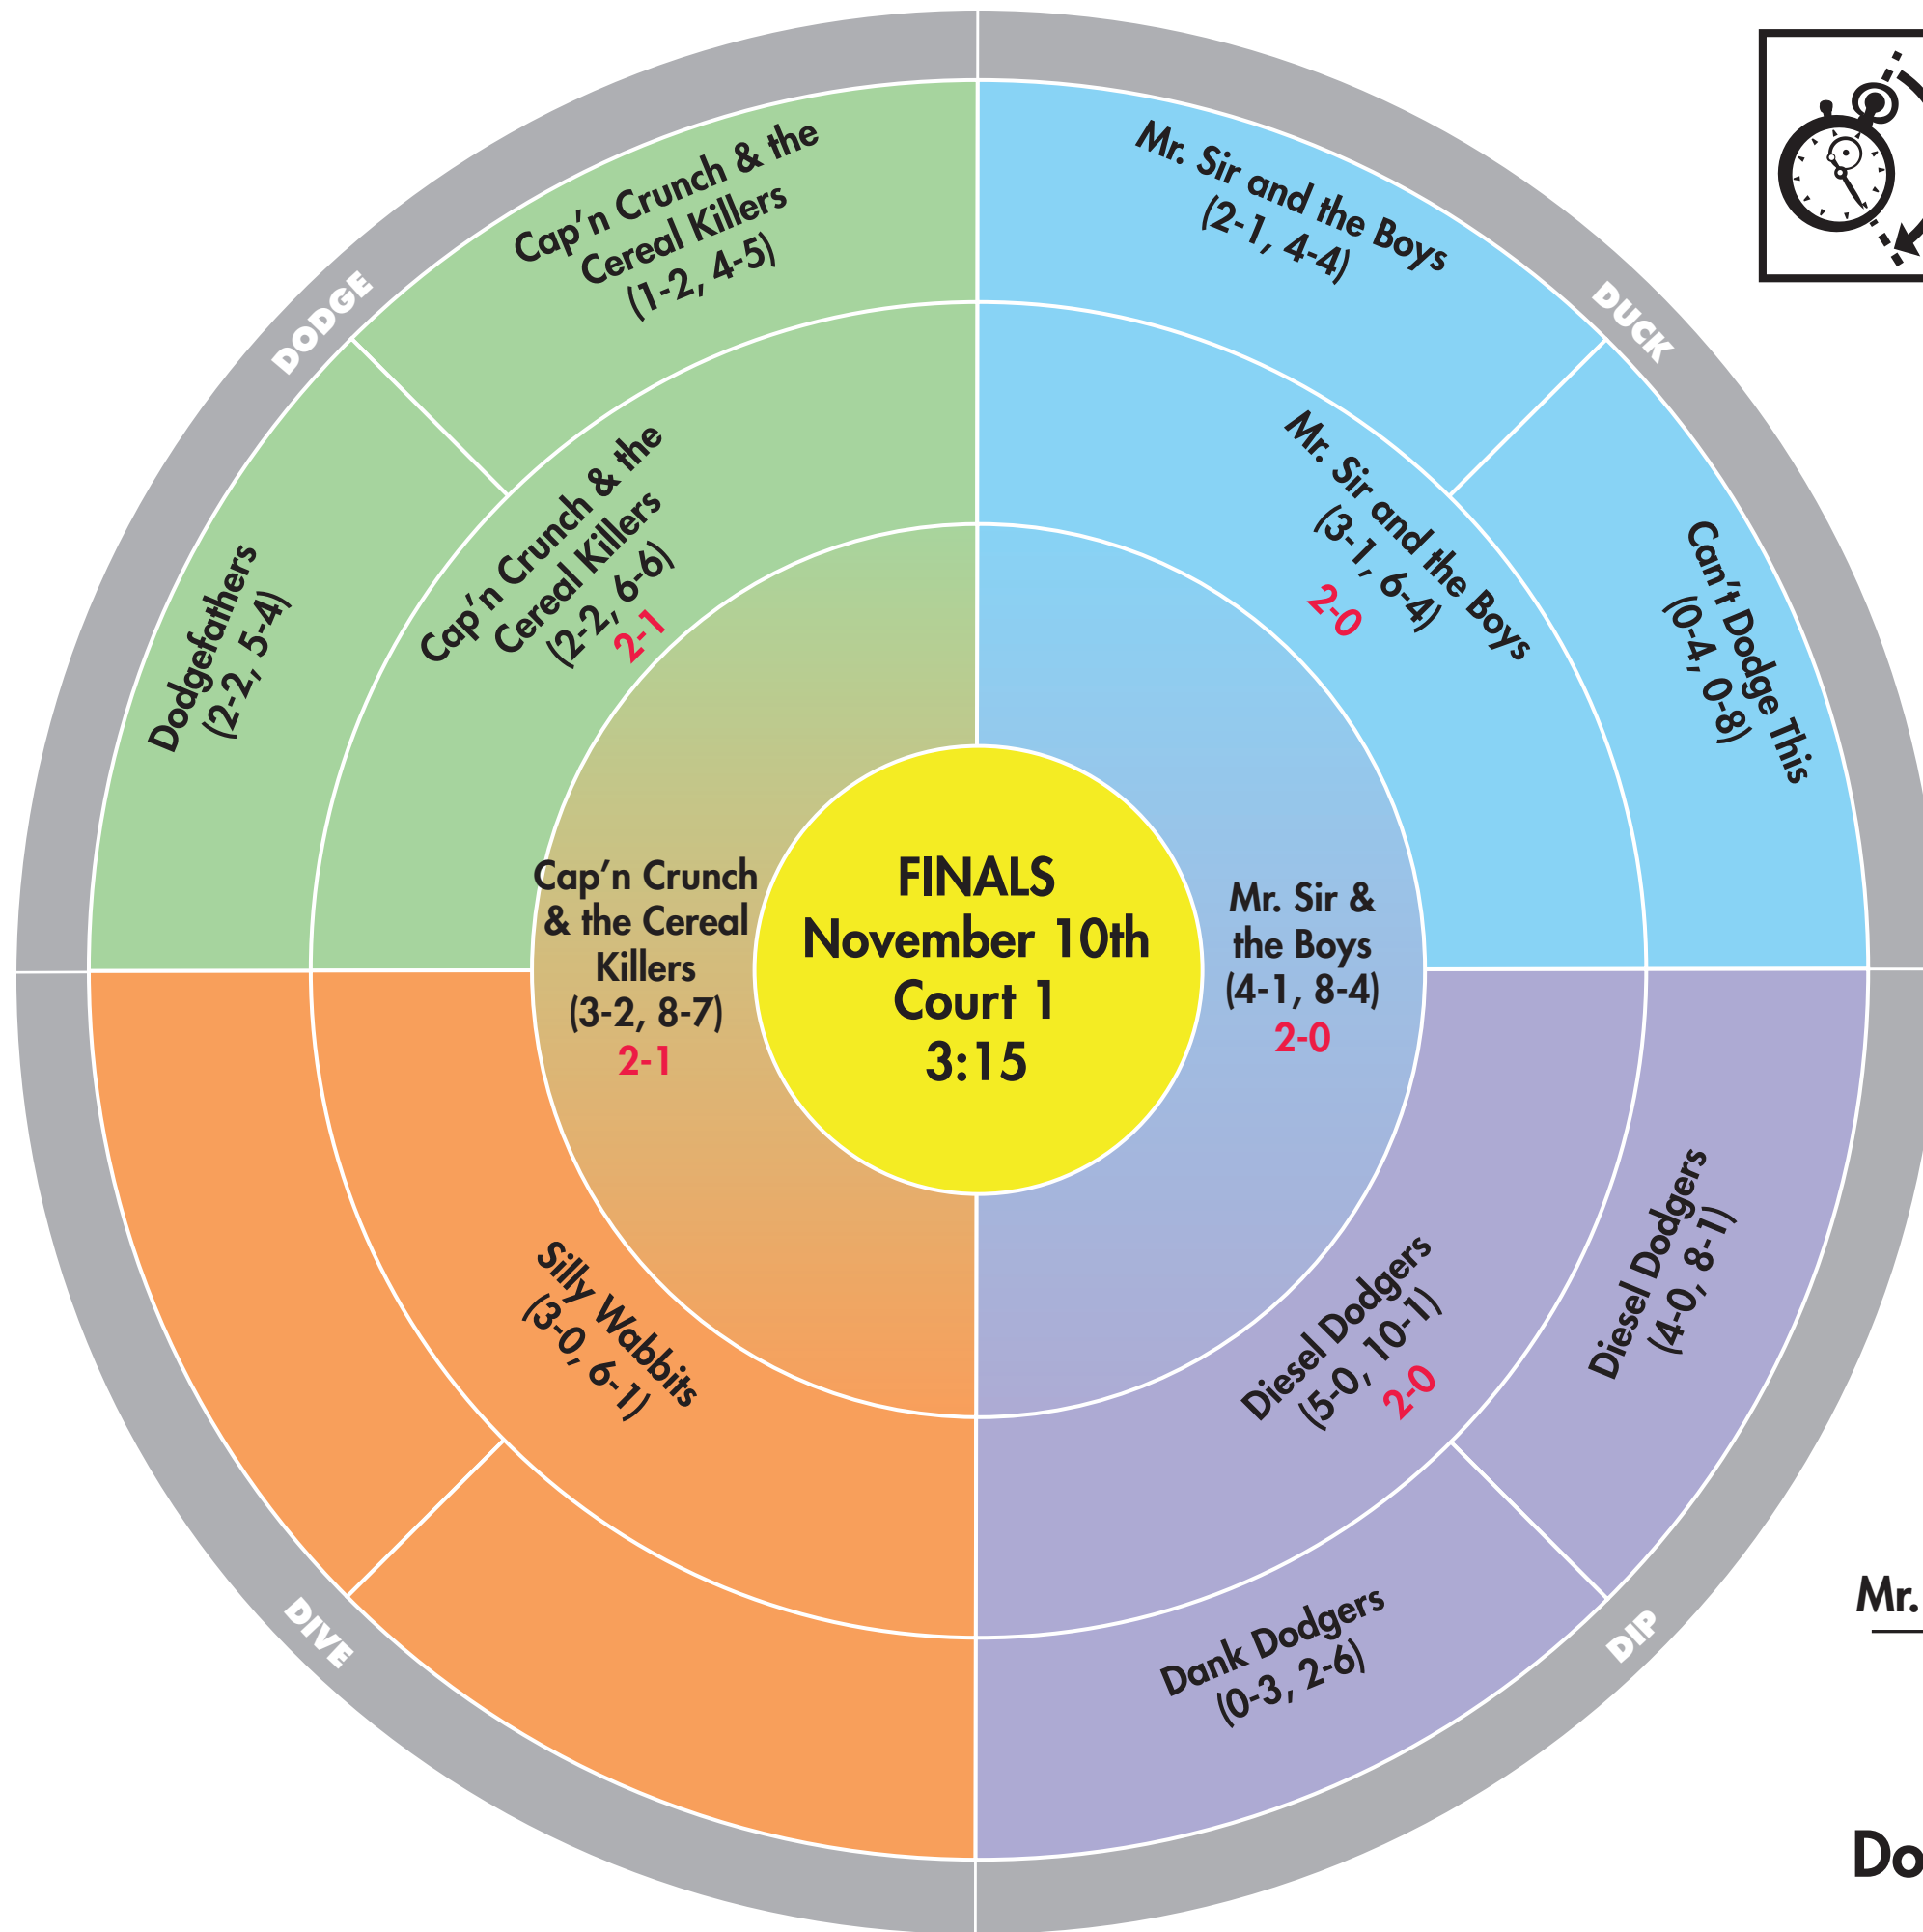 DODGE
DUCK
Cap'n Crunch & the
Cereal Killers
(1-2, 4-5)
Mr. Sir and the Boys
(2-1, 4-4)
Dodgefathers
(2-2, 5-4)
Cap'n Crunch & the
Cereal Killers
(2-2, 6-6)
2-1
Mr. Sir and the Boys
(3-1, 6-4)
2-0
Can't Dodge This
(0-4, 0-8)
Cap'n Crunch
& the Cereal
Killers
(3-2, 8-7)
2-1
FINALS
November 10th
Court 1
3:15
Mr. Sir &
the Boys
(4-1, 8-4)
2-0
Silly Wabbits
(3-0, 6-1)
Diesel Dodgers
(5-0, 10-1)
2-0
Diesel Dodgers
(4-0, 8-1)
Dank Dodgers
(0-3, 2-6)
DIVE
DIP
Mr.
Do